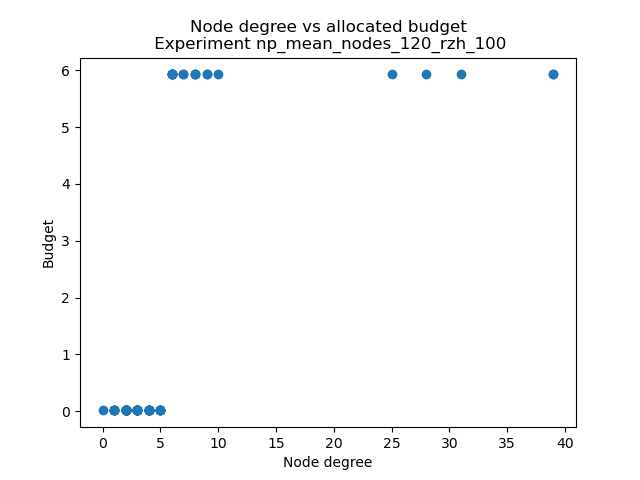 Node degree vs allocated budget
Experiment np_mean_nodes_120_rzh_100
6
5
4
3
2
1
0
Budget
0 5 10 15 20 25 30 35 40
Node degree